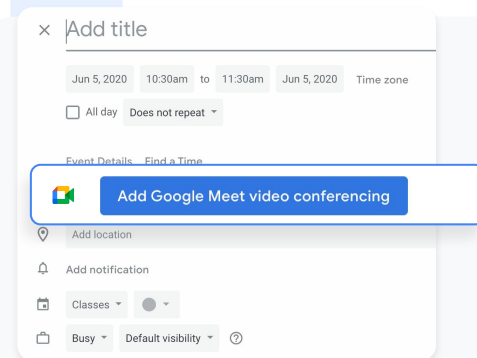 Add title
Jun 5, 2020 10:30am to 11:30am Jun 5, 2020 Time zone
All day Does not repeat
Event Details Find a Time
Add Google Meet video conferencing
Add location
Add notification
Classes
Busy Default visibility ?